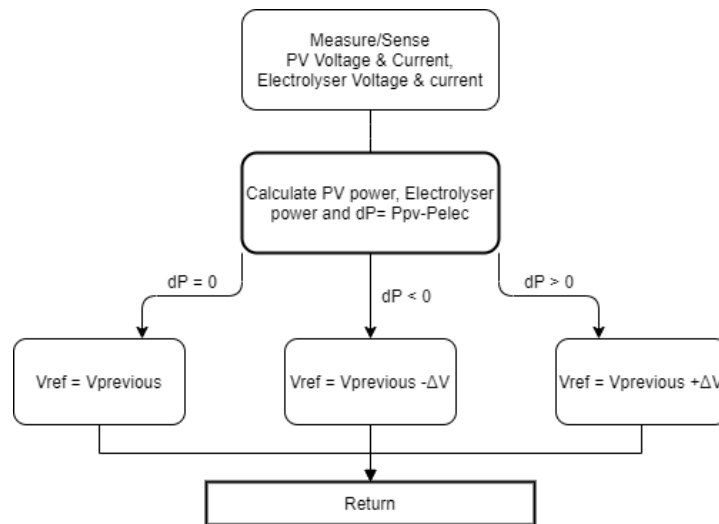 Measure/Sense
PV Voltage & Current,
Electrolyser Voltage & current
Calculate PV power, Electrolyser
power and dP= Ppv-Pelec
dP = 0
dP < 0
dP > 0
Vref = Vprevious
Vref = Vprevious -ΔV
Vref = Vprevious +ΔV
Return